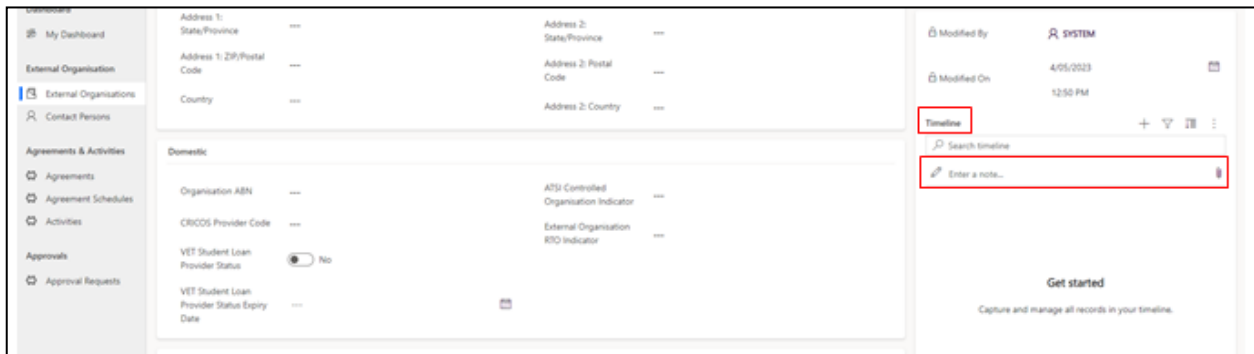 Dashboard
My Dashboard
External Organisation
External Organisations
Contact Persons
Agreements & Activities
Agreements
Agreement Schedules
Activities
Approvals
Approval Requests
Address 1:
State/Province
---
Address 1: ZIP/Postal
Code
---
Country
---
Address 2:
State/Province
---
Address 2: Postal
Code
---
Address 2: Country
---
Domestic
Organisation ABN
---
CRICOS Provider Code
---
VET Student Loan
Provider Status
No
VET Student Loan
Provider Status Expiry
Date
---
ATSI Controlled
Organisation Indicator
---
External Organisation
RTO Indicator
---
Modified By
SYSTEM
Modified On
4/05/2023
12:50 PM
Timeline
Search timeline
Enter a note...
Get started
Capture and manage all records in your timeline.